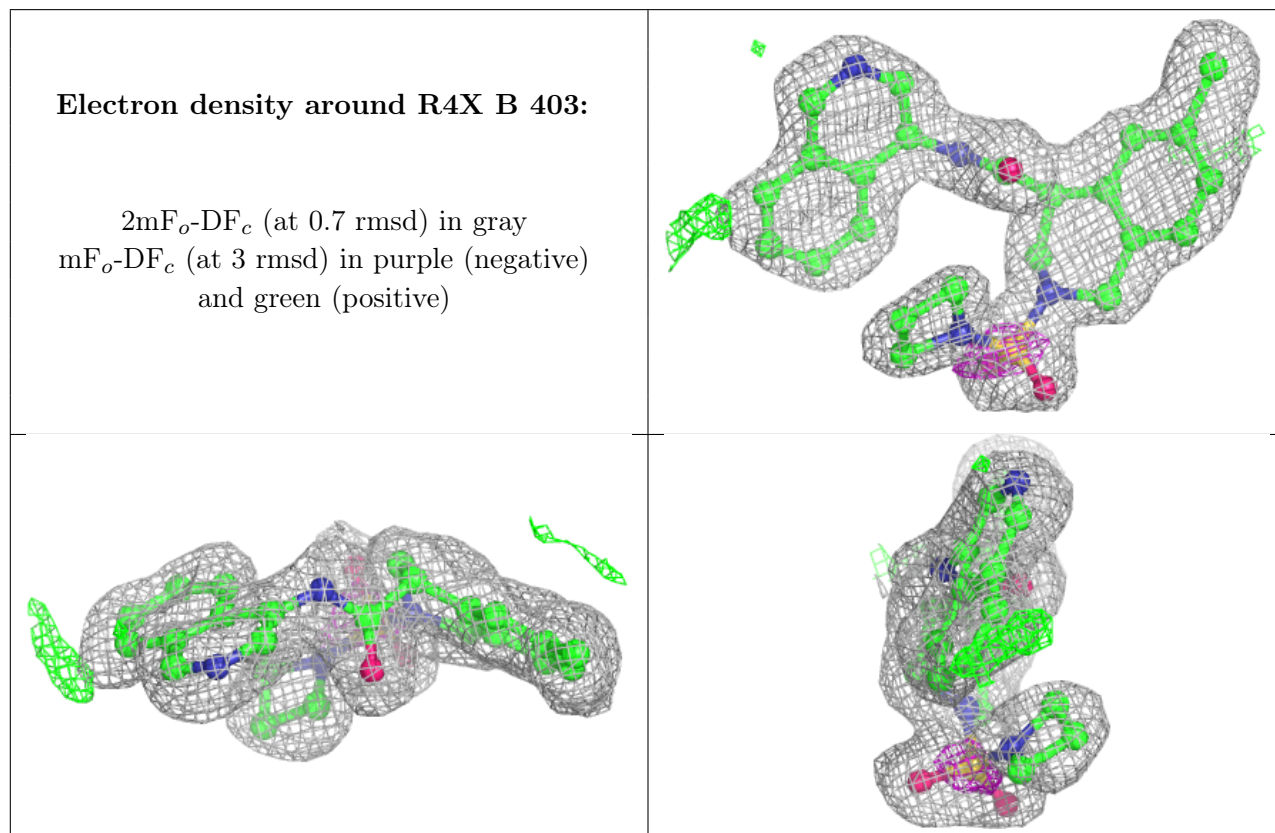 Electron density around R4X B 403:
2mFₒ-DF𝒸 (at 0.7 rmsd) in gray
mFₒ-DF𝒸 (at 3 rmsd) in purple (negative)
and green (positive)